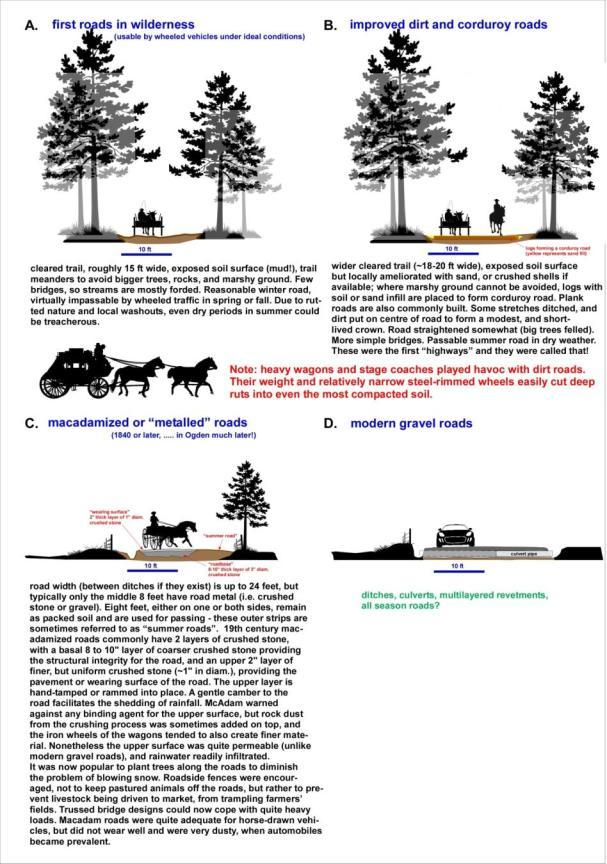 A. first roads in wilderness
(usable by wheeled vehicles under ideal conditions)
10 ft
cleared trail, roughly 15 ft wide, exposed soil surface (mud!), trail
meanders to avoid bigger trees, rocks, and marshy ground. Few
bridges, so streams are mostly forded. Reasonable winter road,
virtually impassable by wheeled traffic in spring or fall. Due to rut-
ted nature and local washouts, even dry periods in summer could
be treacherous.
B. improved dirt and corduroy roads
10 ft
logs forming a corduroy road
(yellow represents sand fill)
wider cleared trail (~18-20 ft wide), exposed soil surface
but locally ameliorated with sand, or crushed shells if
available; where marshy ground cannot be avoided, logs with
soil or sand infill are placed to form corduroy road. Plank
roads are also commonly built. Some stretches ditched, and
dirt put on centre of road to form a modest, and short-
lived crown. Road straightened somewhat (big trees felled).
More simple bridges. Passable summer road in dry weather.
These were the first "highways" and they were called that!
Note: heavy wagons and stage coaches played havoc with dirt roads.
Their weight and relatively narrow steel-rimmed wheels easily cut deep
ruts into even the most compacted soil.
C. macadamized or "metalled" roads
(1840 or later, ..... in Ogden much later!)
"wearing surface"
2" thick layer of 1" diam.
crushed stone
"summer road"
"roadbase"
8-10" thick layer of 3" diam.
crushed stone
10 ft
road width (between ditches if they exist) is up to 24 feet, but
typically only the middle 8 feet have road metal (i.e. crushed
stone or gravel). Eight feet, either on one or both sides, remain
as packed soil and are used for passing - these outer strips are
sometimes referred to as "summer roads". 19th century mac-
adamized roads commonly have 2 layers of crushed stone,
with a basal 8 to 10" layer of coarser crushed stone providing
the structural integrity for the road, and an upper 2" layer of
finer, but uniform crushed stone (~1" in diam.), providing the
pavement or wearing surface of the road. The upper layer is
hand-tamped or rammed into place. A gentle camber to the
road facilitates the shedding of rainfall. McAdam warned
against any binding agent for the upper surface, but rock dust
from the crushing process was sometimes added on top, and
the iron wheels of the wagons tended to also create finer mate-
rial. Nonetheless the upper surface was quite permeable (unlike
modern gravel roads), and rainwater readily infiltrated.
It was now popular to plant trees along the roads to diminish
the problem of blowing snow. Roadside fences were encour-
aged, not to keep pastured animals off the roads, but rather to pre-
vent livestock being driven to market, from trampling farmers'
fields. Trussed bridge designs could now cope with quite heavy
loads. Macadam roads were quite adequate for horse-drawn vehi-
cles, but did not wear well and were very dusty, when automobiles
became prevalent.
D. modern gravel roads
culvert pipe
10 ft
ditches, culverts, multilayered revetments,
all season roads?